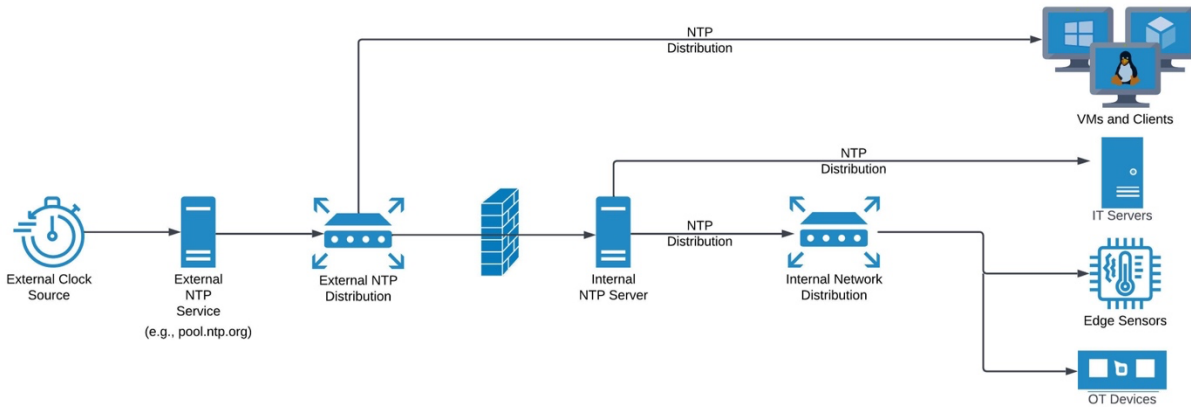 NTP
Distribution
VMs and Clients
NTP
Distribution
IT Servers
External Clock
Source
External
NTP
Service
(e.g., pool.ntp.org)
External NTP
Distribution
Internal
NTP Server
NTP
Distribution
Internal Network
Distribution
Edge Sensors
OT Devices